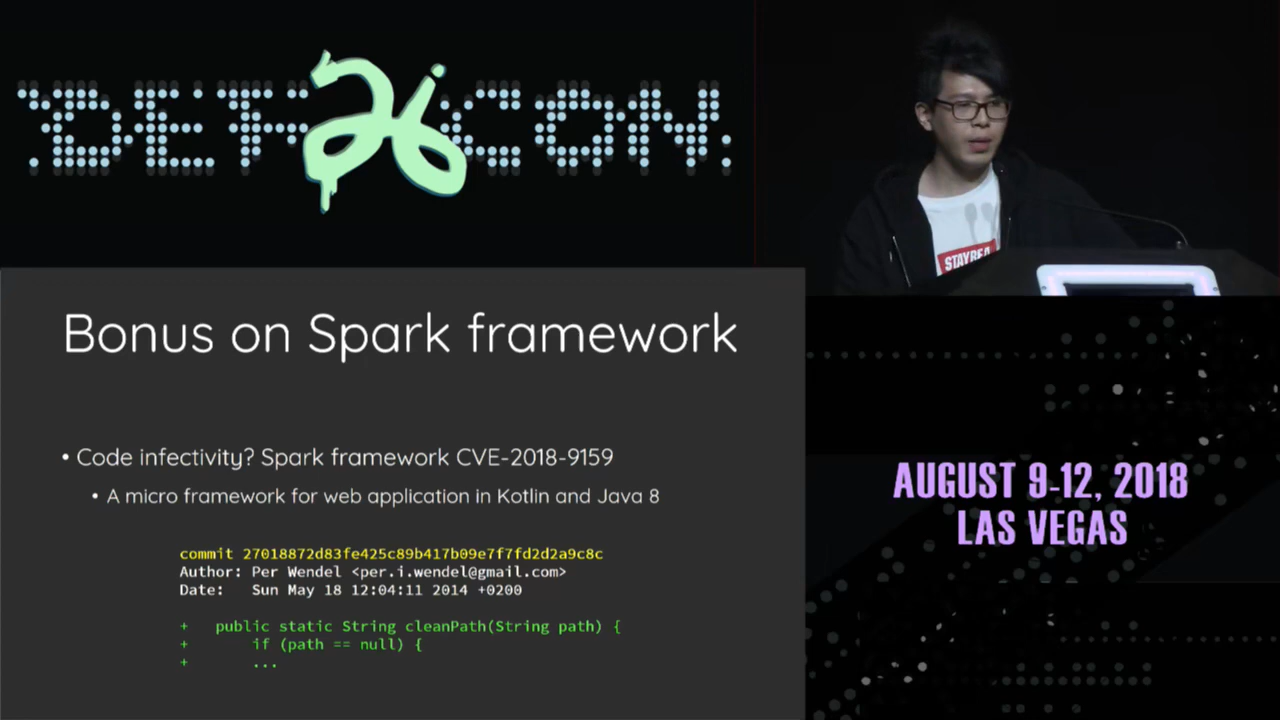 DEF CON
26
STAYREA
Bonus on Spark framework
• Code infectivity? Spark framework CVE-2018-9159
• A micro framework for web application in Kotlin and Java 8
commit 27018872d83fe425c89b417b09e7f7fd2d2a9c8c
Author: Per Wendel <per.i.wendel@gmail.com>
Date: Sun May 18 12:04:11 2014 +0200
+ public static String cleanPath(String path) {
+ if (path == null) {
+ ...
AUGUST 9-12, 2018
LAS VEGAS